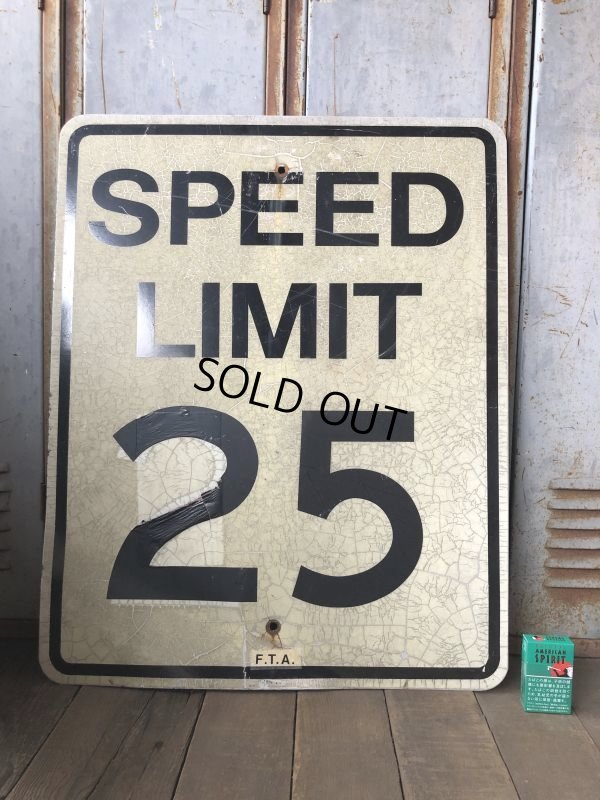 SPEED
LIMIT
SOLD OUT
25
F.T.A.
AMERICAN
SPIRIT